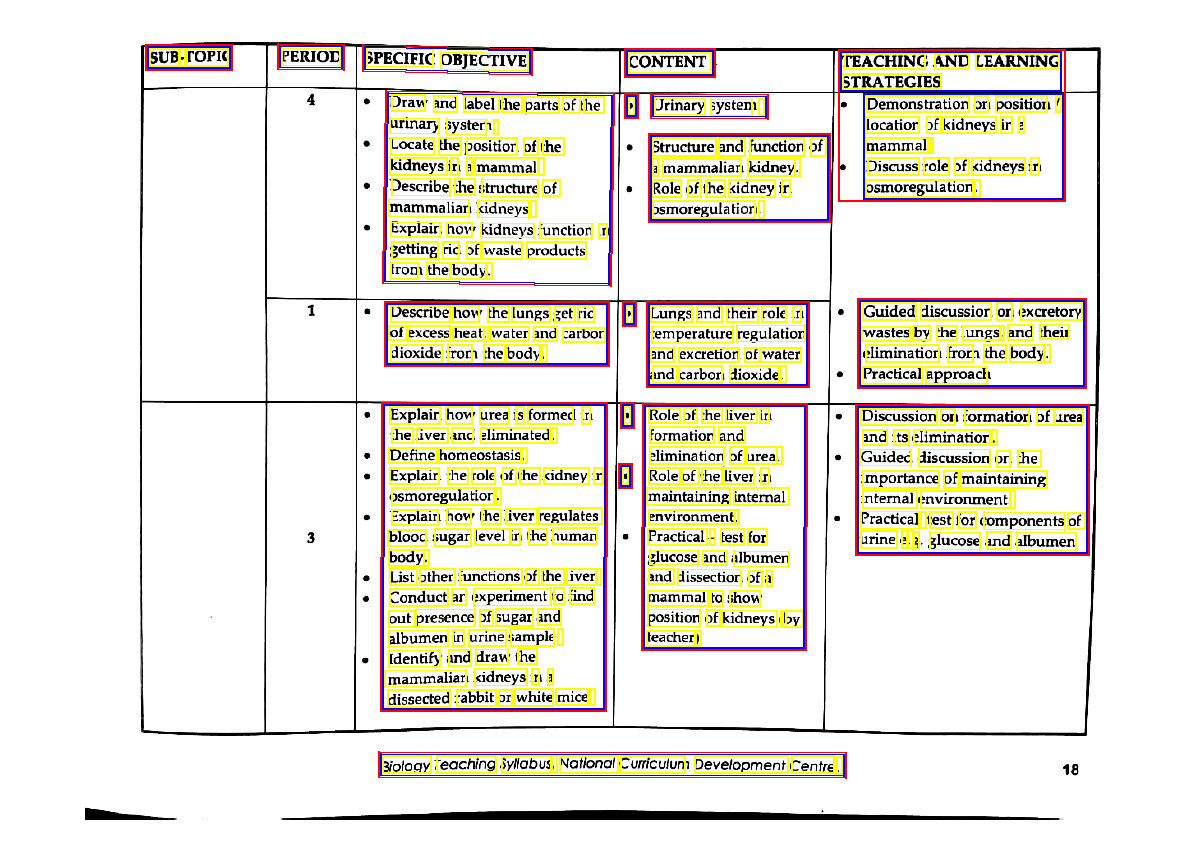 SUB-TOPIC PERIOD SPECIFIC OBJECTIVE CONTENT TEACHING AND LEARNING
STRATEGIES
4
• Draw and label the parts of the
urinary system
• Locate the position of the
kidneys in a mammal
• Describe the structure of
mammalian kidneys
• Explain how kidneys function in
getting rid of waste products
from the body.
• Urinary system
• Structure and function of
a mammalian kidney.
• Role of the kidney in
osmoregulation
• Demonstration on position /
location of kidneys in a
mammal
• Discuss role of kidneys in
osmoregulation.
1
• Describe how the lungs get rid
of excess heat, water and carbon
dioxide from the body.
• Lungs and their role in
temperature regulation
and excretion of water
and carbon dioxide.
• Guided discussion on excretory
wastes by the lungs and their
elimination from the body.
• Practical approach
3
• Explain how urea is formed in
the liver and eliminated.
• Define homeostasis.
• Explain the role of the kidney in
osmoregulation.
• Explain how the liver regulates
blood sugar level in the human
body.
• List other functions of the liver
• Conduct an experiment to find
out presence of sugar and
albumen in urine sample
• Identify and draw the
mammalian kidneys in a
dissected rabbit or white mice
• Role of the liver in
formation and
elimination of urea.
• Role of the liver in
maintaining internal
environment.
• Practical - test for
glucose and albumen
and dissection of a
mammal to show
position of kidneys (by
teacher)
• Discussion on formation of urea
and its elimination.
• Guided discussion on the
importance of maintaining
internal environment
• Practical test for components of
urine e.g. glucose and albumen
Biology Teaching Syllabus, National Curriculum Development Centre.
18